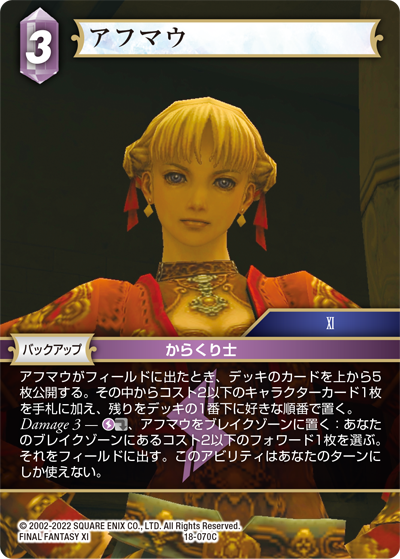 3
アフマウ
XI
バックアップ
からくり士
アフマウがフィールドに出たとき、デッキのカードを上から5
枚公開する。その中からコスト2以下のキャラクターカード1枚
を手札に加え、残りをデッキの1番下に好きな順番で置く。
Damage 3 — 、アフマウをブレイクゾーンに置く：あなた
のブレイクゾーンにあるコスト2以下のフォワード1枚を選ぶ。
それをフィールドに出す。このアビリティはあなたのターンに
しか使えない。
© 2002-2022 SQUARE ENIX CO., LTD. All Rights Reserved.
FINAL FANTASY XI
18-070C